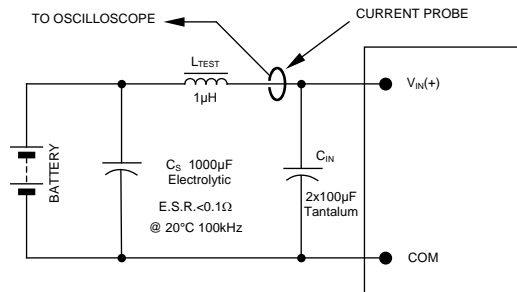 TO OSCILLOSCOPE
CURRENT PROBE
LTEST
1μH
VIN(+)
BATTERY
CS 1000μF
Electrolytic
E.S.R.<0.1Ω
@ 20°C 100kHz
CIN
2x100μF
Tantalum
COM